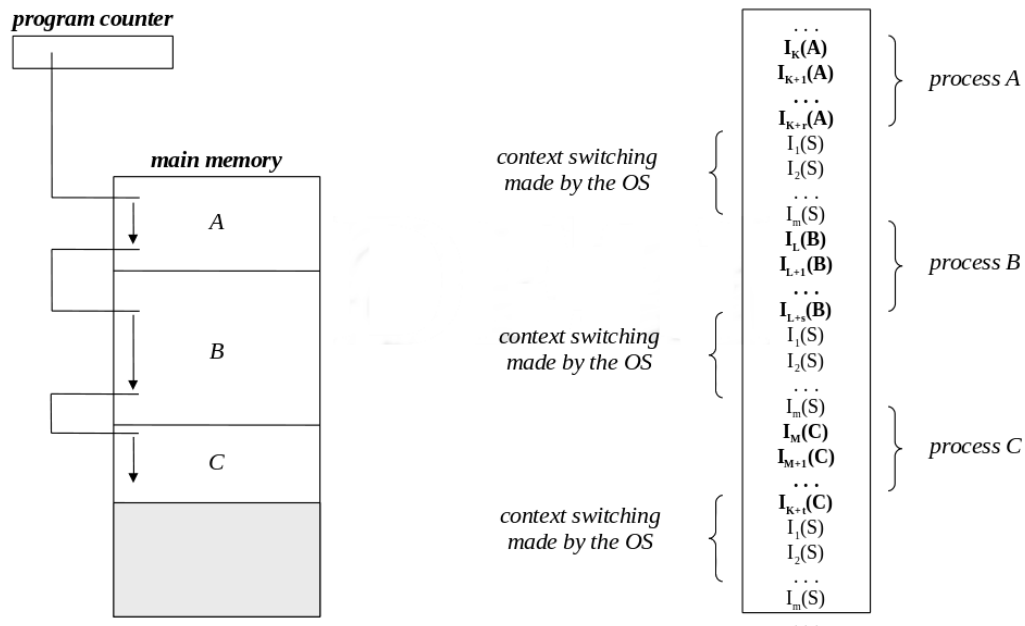 program counter
main memory
A
B
C
context switching
made by the OS
context switching
made by the OS
context switching
made by the OS
. . .
I_K(A)
I_K+1(A)
. . .
I_K+r(A)
I_1(S)
I_2(S)
. . .
I_m(S)
I_L(B)
I_L+1(B)
. . .
I_L+s(B)
I_1(S)
I_2(S)
. . .
I_m(S)
I_M(C)
I_M+1(C)
. . .
I_K+t(C)
I_1(S)
I_2(S)
. . .
I_m(S)
. . .
process A
process B
process C